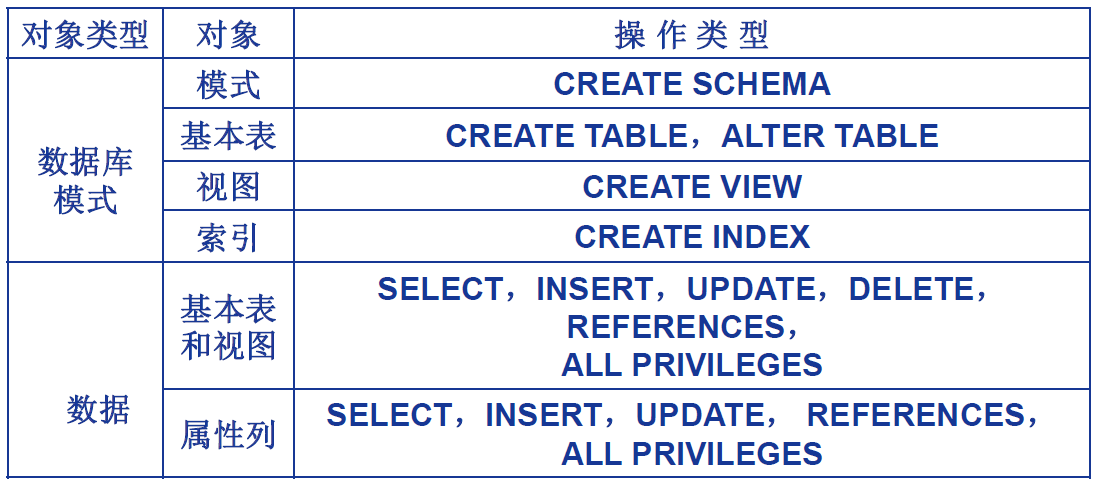 对象类型 对象 操 作 类 型
数据库
模式
模式 CREATE SCHEMA
基本表 CREATE TABLE，ALTER TABLE
视图 CREATE VIEW
索引 CREATE INDEX
数据
基本表
和视图
SELECT，INSERT，UPDATE，DELETE，
REFERENCES，
ALL PRIVILEGES
属性列
SELECT，INSERT，UPDATE， REFERENCES，
ALL PRIVILEGES